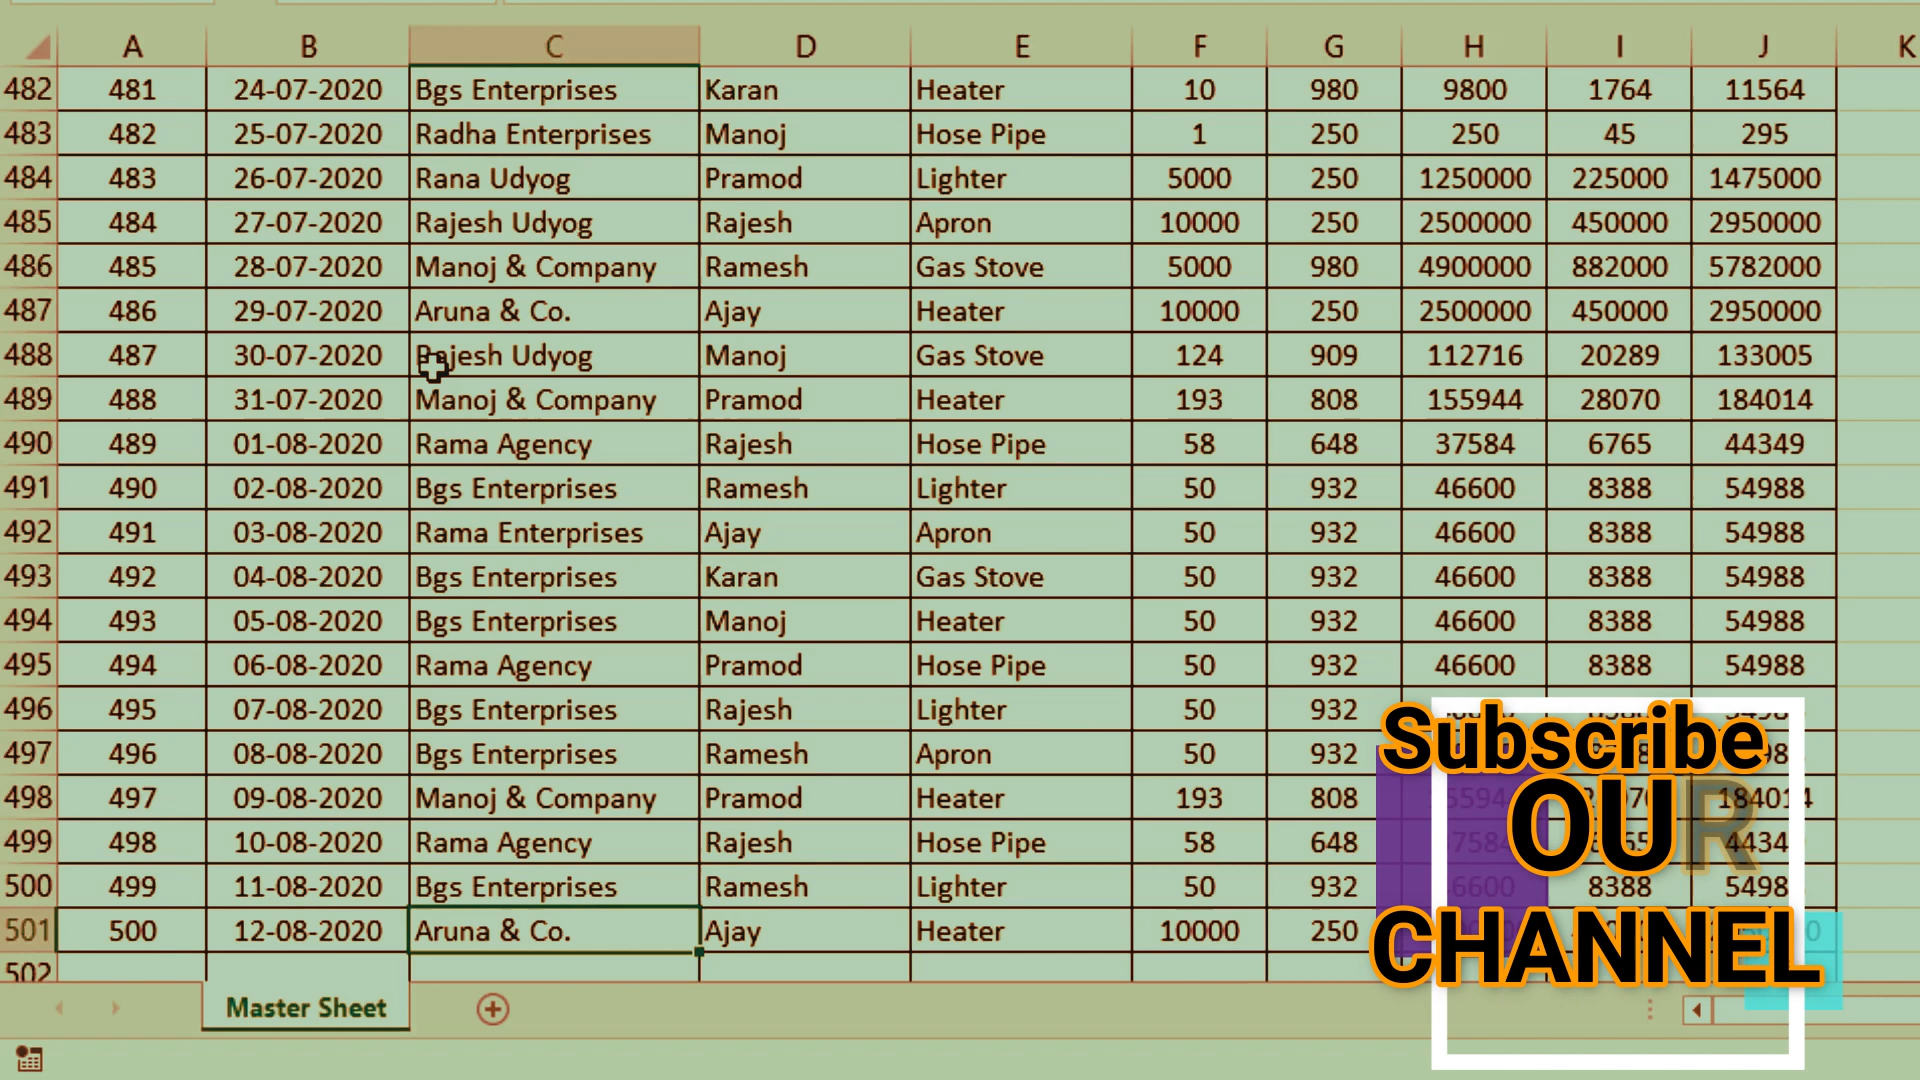 A B C D E F G H I J K
482 481 24-07-2020 Bgs Enterprises Karan Heater 10 980 9800 1764 11564
483 482 25-07-2020 Radha Enterprises Manoj Hose Pipe 1 250 250 45 295
484 483 26-07-2020 Rana Udyog Pramod Lighter 5000 250 1250000 225000 1475000
485 484 27-07-2020 Rajesh Udyog Rajesh Apron 10000 250 2500000 450000 2950000
486 485 28-07-2020 Manoj & Company Ramesh Gas Stove 5000 980 4900000 882000 5782000
487 486 29-07-2020 Aruna & Co. Ajay Heater 10000 250 2500000 450000 2950000
488 487 30-07-2020 Rajesh Udyog Manoj Gas Stove 124 909 112716 20289 133005
489 488 31-07-2020 Manoj & Company Pramod Heater 193 808 155944 28070 184014
490 489 01-08-2020 Rama Agency Rajesh Hose Pipe 58 648 37584 6765 44349
491 490 02-08-2020 Bgs Enterprises Ramesh Lighter 50 932 46600 8388 54988
492 491 03-08-2020 Rama Enterprises Ajay Apron 50 932 46600 8388 54988
493 492 04-08-2020 Bgs Enterprises Karan Gas Stove 50 932 46600 8388 54988
494 493 05-08-2020 Bgs Enterprises Manoj Heater 50 932 46600 8388 54988
495 494 06-08-2020 Rama Agency Pramod Hose Pipe 50 932 46600 8388 54988
496 495 07-08-2020 Bgs Enterprises Rajesh Lighter 50 932
497 496 08-08-2020 Bgs Enterprises Ramesh Apron 50 932
498 497 09-08-2020 Manoj & Company Pramod Heater 193 808 184014
499 498 10-08-2020 Rama Agency Rajesh Hose Pipe 58 648
500 499 11-08-2020 Bgs Enterprises Ramesh Lighter 50 932 8388
501 500 12-08-2020 Aruna & Co. Ajay Heater 10000 250
502
Master Sheet
Subscribe
OUR
CHANNEL